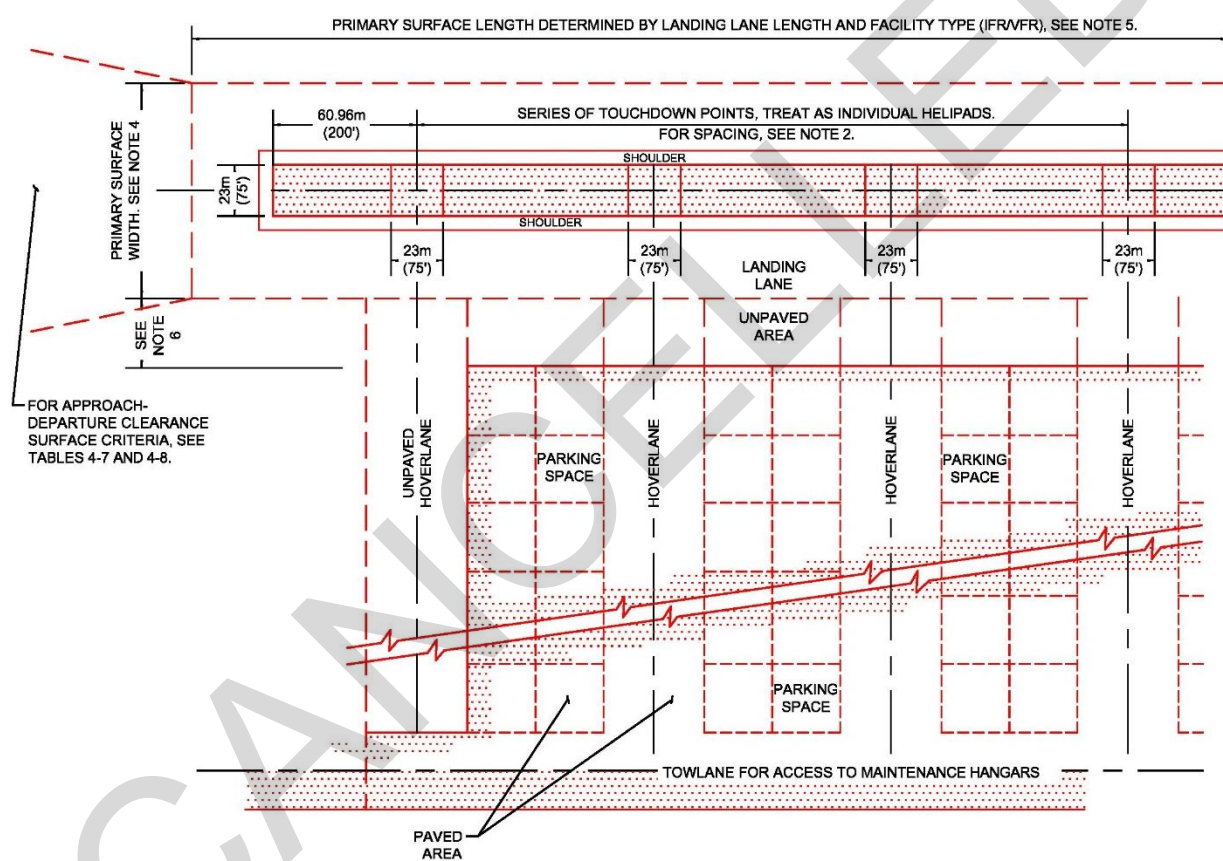 PRIMARY SURFACE LENGTH DETERMINED BY LANDING LANE LENGTH AND FACILITY TYPE (IFR/VFR), SEE NOTE 5.
60.96m
(200')
SERIES OF TOUCHDOWN POINTS, TREAT AS INDIVIDUAL HELIPADS.
FOR SPACING, SEE NOTE 2.
PRIMARY SURFACE
WIDTH. SEE NOTE 4
SHOULDER
23m
(75')
SHOULDER
23m
(75')
23m
(75')
23m
(75')
23m
(75')
LANDING
LANE
UNPAVED
AREA
SEE
NOTE
6
FOR APPROACH-
DEPARTURE CLEARANCE
SURFACE CRITERIA, SEE
TABLES 4-7 AND 4-8.
UNPAVED
HOVERLANE
PARKING
SPACE
HOVERLANE
HOVERLANE
PARKING
SPACE
HOVERLANE
PARKING
SPACE
TOWLANE FOR ACCESS TO MAINTENANCE HANGARS
PAVED
AREA
CANCELLED